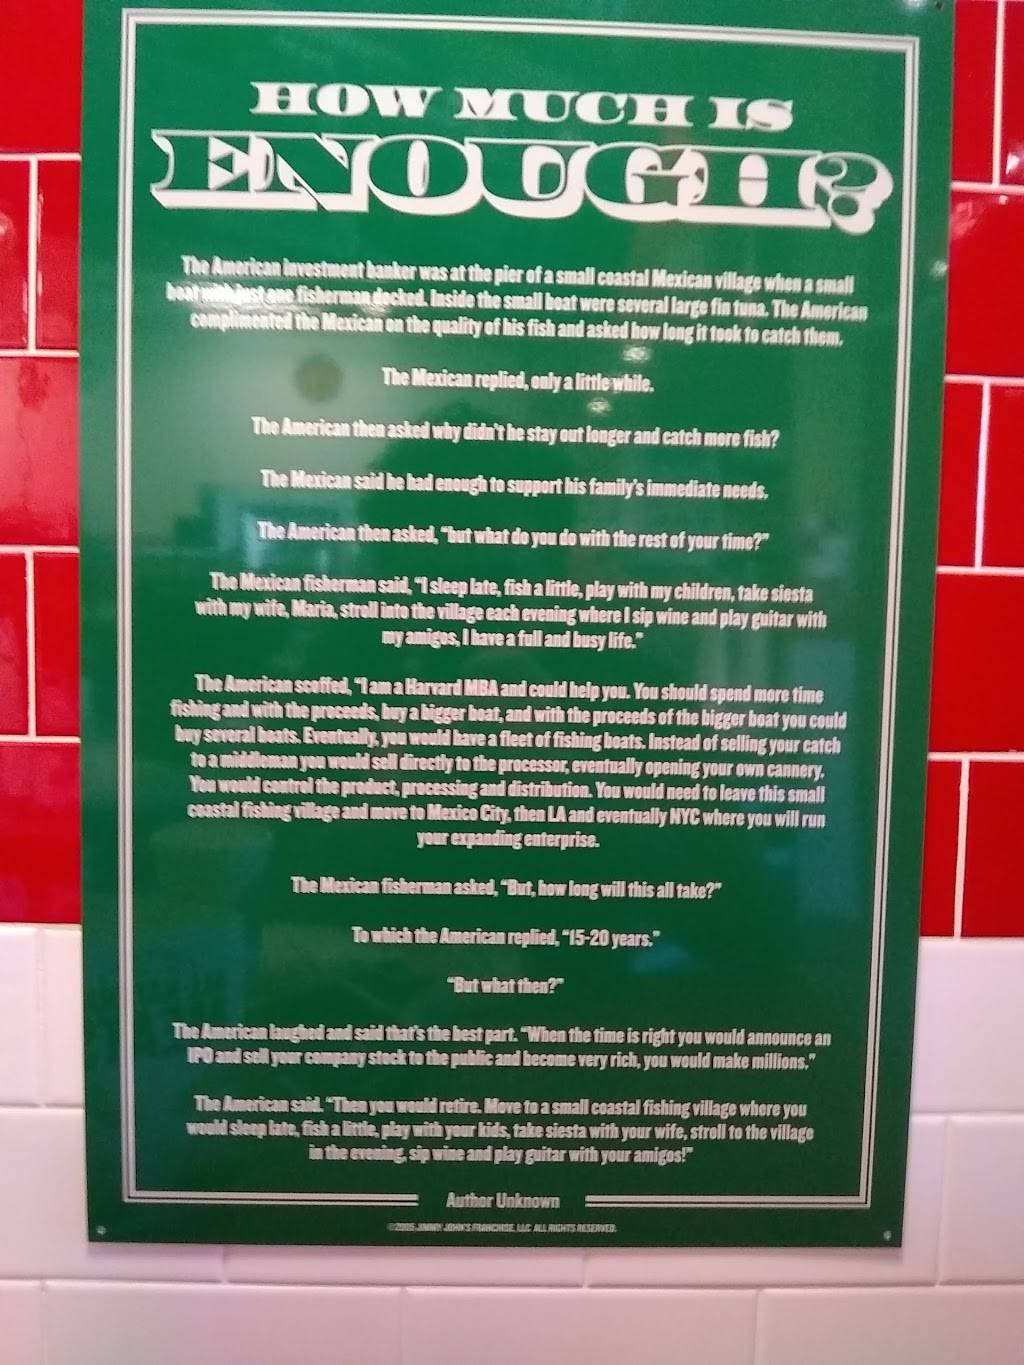 HOW MUCH IS
ENOUGH?
The American investment banker was at the pier of a small coastal Mexican village when a small
boat with just one fisherman docked. Inside the small boat were several large fin tuna. The American
complimented the Mexican on the quality of his fish and asked how long it took to catch them.
The Mexican replied, only a little while.
The American then asked why didn't he stay out longer and catch more fish?
The Mexican said he had enough to support his family's immediate needs.
The American then asked, "but what do you do with the rest of your time?"
The Mexican fisherman said, "I sleep late, fish a little, play with my children, take siesta
with my wife, Maria, stroll into the village each evening where I sip wine and play guitar with
my amigos, I have a full and busy life."
The American scoffed, "I am a Harvard MBA and could help you. You should spend more time
fishing and with the proceeds, buy a bigger boat, and with the proceeds of the bigger boat you could
buy several boats. Eventually, you would have a fleet of fishing boats. Instead of selling your catch
to a middleman you would sell directly to the processor, eventually opening your own cannery.
You would control the product, processing and distribution. You would need to leave this small
coastal fishing village and move to Mexico City, then LA and eventually NYC where you will run
your expanding enterprise.
The Mexican fisherman asked, "But, how long will this all take?"
To which the American replied, "15-20 years."
"But what then?"
The American laughed and said that's the best part. "When the time is right you would announce an
IPO and sell your company stock to the public and become very rich, you would make millions."
The American said. "Then you would retire. Move to a small coastal fishing village where you
would sleep late, fish a little, play with your kids, take siesta with your wife, stroll to the village
in the evening, sip wine and play guitar with your amigos!"
Author Unknown
©2005 JIMMY JOHN'S FRANCHISE, LLC ALL RIGHTS RESERVED.